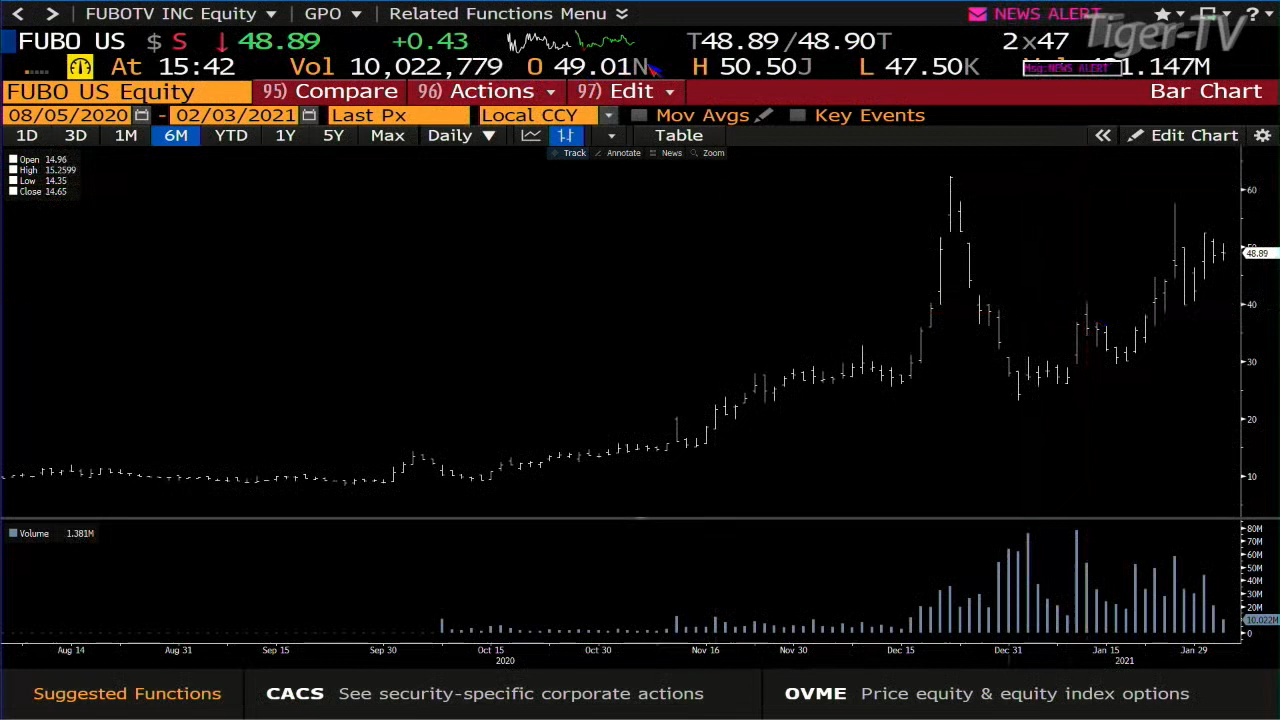 FUBOTV INC Equity GPO Related Functions Menu NEWS ALERT ?
Tiger-TV
FUBO US $ S ↓ 48.89 +0.43 T48.89 /48.90T 2 x47
At 15:42 Vol 10,022,779 O 49.01N H 50.50J L 47.50K 1.147M
Msg:NEWS ALERT
FUBO US Equity 95) Compare 96) Actions 97) Edit Bar Chart
08/05/2020 - 02/03/2021 Last Px Local CCY Mov Avgs Key Events
1D 3D 1M 6M YTD 1Y 5Y Max Daily ▼ Table « Edit Chart
Track Annotate News Zoom
Open 14.96
High 15.2599
Low 14.35
Close 14.65
60
50
48.89
40
30
20
10
Volume 1.381M
80M
70M
60M
50M
40M
30M
20M
10.022M
0
Aug 14 Aug 31 Sep 15 Sep 30 Oct 15 Oct 30 Nov 16 Nov 30 Dec 15 Dec 31 Jan 15 Jan 29
2020 2021
Suggested Functions CACS See security-specific corporate actions OVME Price equity & equity index options